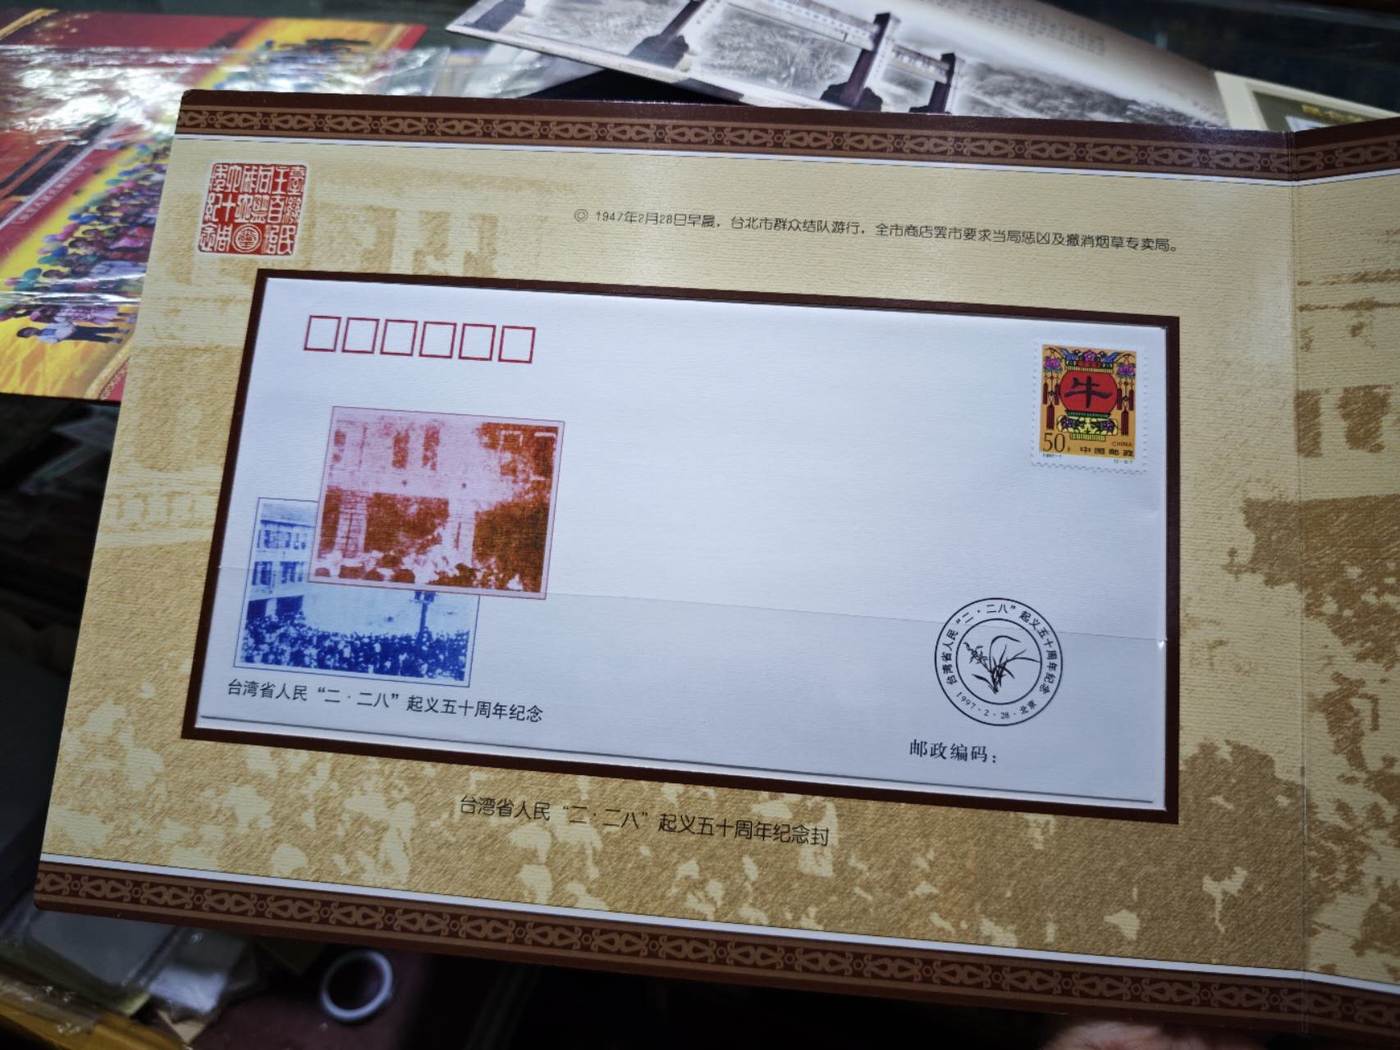 ◎ 1947年2月28日早晨，台北市群众结队游行，全市商店罢市要求当局惩凶及撤消烟草专卖局。
牛
50分
CHINA
中国邮政
1997-1
台湾省人民“二·二八”起义五十周年纪念
1997·2·28·北京
台湾省人民“二·二八”起义五十周年纪念
邮政编码：
台湾省人民“二·二八”起义五十周年纪念封